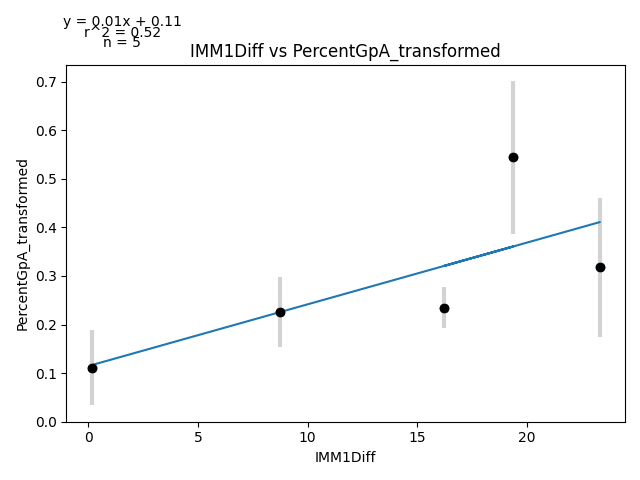 y = 0.01x + 0.11
r^2 = 0.52
n = 5
IMM1Diff vs PercentGpA_transformed
PercentGpA_transformed
0.7
0.6
0.5
0.4
0.3
0.2
0.1
0.0
0
5
10
15
20
IMM1Diff